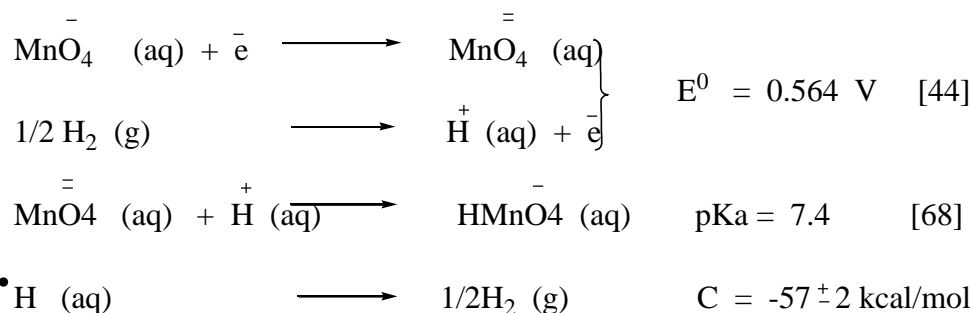 MnO₄⁻ (aq) + e⁻ ⟶ MnO₄⁼ (aq)
E⁰ = 0.564 V [44]
1/2 H₂ (g) ⟶ H⁺ (aq) + e⁻
MnO4⁼ (aq) + H⁺ (aq) ⟶ HMnO4⁻ (aq) pKa = 7.4 [68]
•H (aq) ⟶ 1/2H₂ (g) C = -57 ± 2 kcal/mol